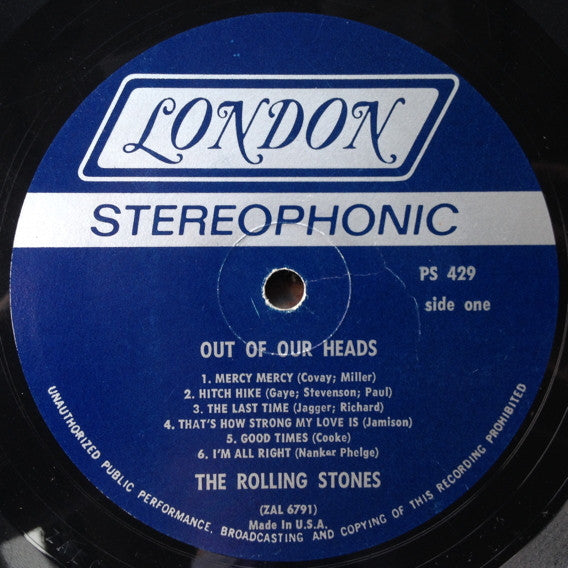 LONDON
STEREOPHONIC
PS 429
side one
OUT OF OUR HEADS
1. MERCY MERCY (Covay; Miller)
2. HITCH HIKE (Gaye; Stevenson; Paul)
3. THE LAST TIME (Jagger; Richard)
4. THAT'S HOW STRONG MY LOVE IS (Jamison)
5. GOOD TIMES (Cooke)
6. I'M ALL RIGHT (Nanker Phelge)
THE ROLLING STONES
(ZAL 6791)
Made in U.S.A.
UNAUTHORIZED PUBLIC PERFORMANCE, BROADCASTING AND COPYING OF THIS RECORDING PROHIBITED